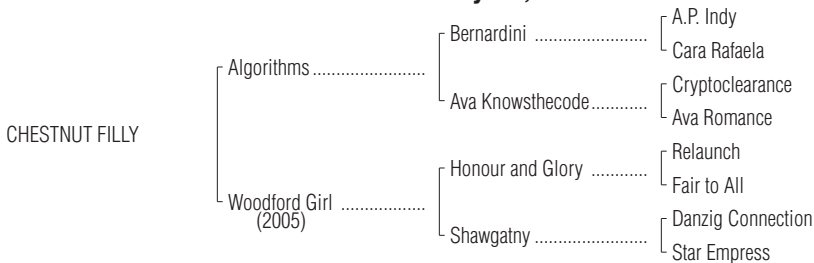 A.P. Indy
Bernardini ..........................
Cara Rafaela
Algorithms .........................
Cryptoclearance
Ava Knowsthecode.............
Ava Romance
CHESTNUT FILLY
Relaunch
Honour and Glory .............
Fair to All
Woodford Girl ...................
(2005)
Danzig Connection
Shawgatny ..........................
Star Empress